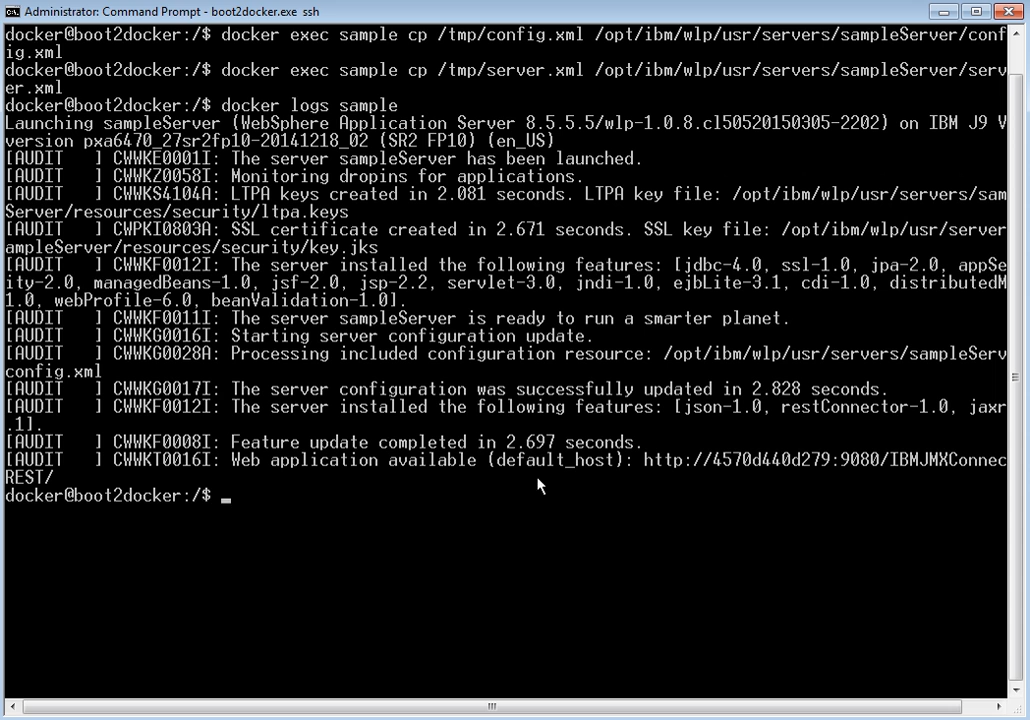 Administrator: Command Prompt - boot2docker.exe ssh
docker@boot2docker:/$ docker exec sample cp /tmp/config.xml /opt/ibm/wlp/usr/servers/sampleServer/conf
ig.xml
docker@boot2docker:/$ docker exec sample cp /tmp/server.xml /opt/ibm/wlp/usr/servers/sampleServer/serv
er.xml
docker@boot2docker:/$ docker logs sample
Launching sampleServer (WebSphere Application Server 8.5.5.5/wlp-1.0.8.cl50520150305-2202) on IBM J9 V
version pxa6470_27sr2fp10-20141218_02 (SR2 FP10) (en_US)
[AUDIT   ] CWWKE0001I: The server sampleServer has been launched.
[AUDIT   ] CWWKZ0058I: Monitoring dropins for applications.
[AUDIT   ] CWWKS4104A: LTPA keys created in 2.081 seconds. LTPA key file: /opt/ibm/wlp/usr/servers/sam
Server/resources/security/ltpa.keys
[AUDIT   ] CWPKI0803A: SSL certificate created in 2.671 seconds. SSL key file: /opt/ibm/wlp/usr/server
ampleServer/resources/security/key.jks
[AUDIT   ] CWWKF0012I: The server installed the following features: [jdbc-4.0, ssl-1.0, jpa-2.0, appSe
ity-2.0, managedBeans-1.0, jsf-2.0, jsp-2.2, servlet-3.0, jndi-1.0, ejbLite-3.1, cdi-1.0, distributedM
1.0, webProfile-6.0, beanValidation-1.0].
[AUDIT   ] CWWKF0011I: The server sampleServer is ready to run a smarter planet.
[AUDIT   ] CWWKG0016I: Starting server configuration update.
[AUDIT   ] CWWKG0028A: Processing included configuration resource: /opt/ibm/wlp/usr/servers/sampleServ
config.xml
[AUDIT   ] CWWKG0017I: The server configuration was successfully updated in 2.828 seconds.
[AUDIT   ] CWWKF0012I: The server installed the following features: [json-1.0, restConnector-1.0, jaxr
.1].
[AUDIT   ] CWWKF0008I: Feature update completed in 2.697 seconds.
[AUDIT   ] CWWKT0016I: Web application available (default_host): http://4570d440d279:9080/IBMJMXConnec
REST/
docker@boot2docker:/$ _